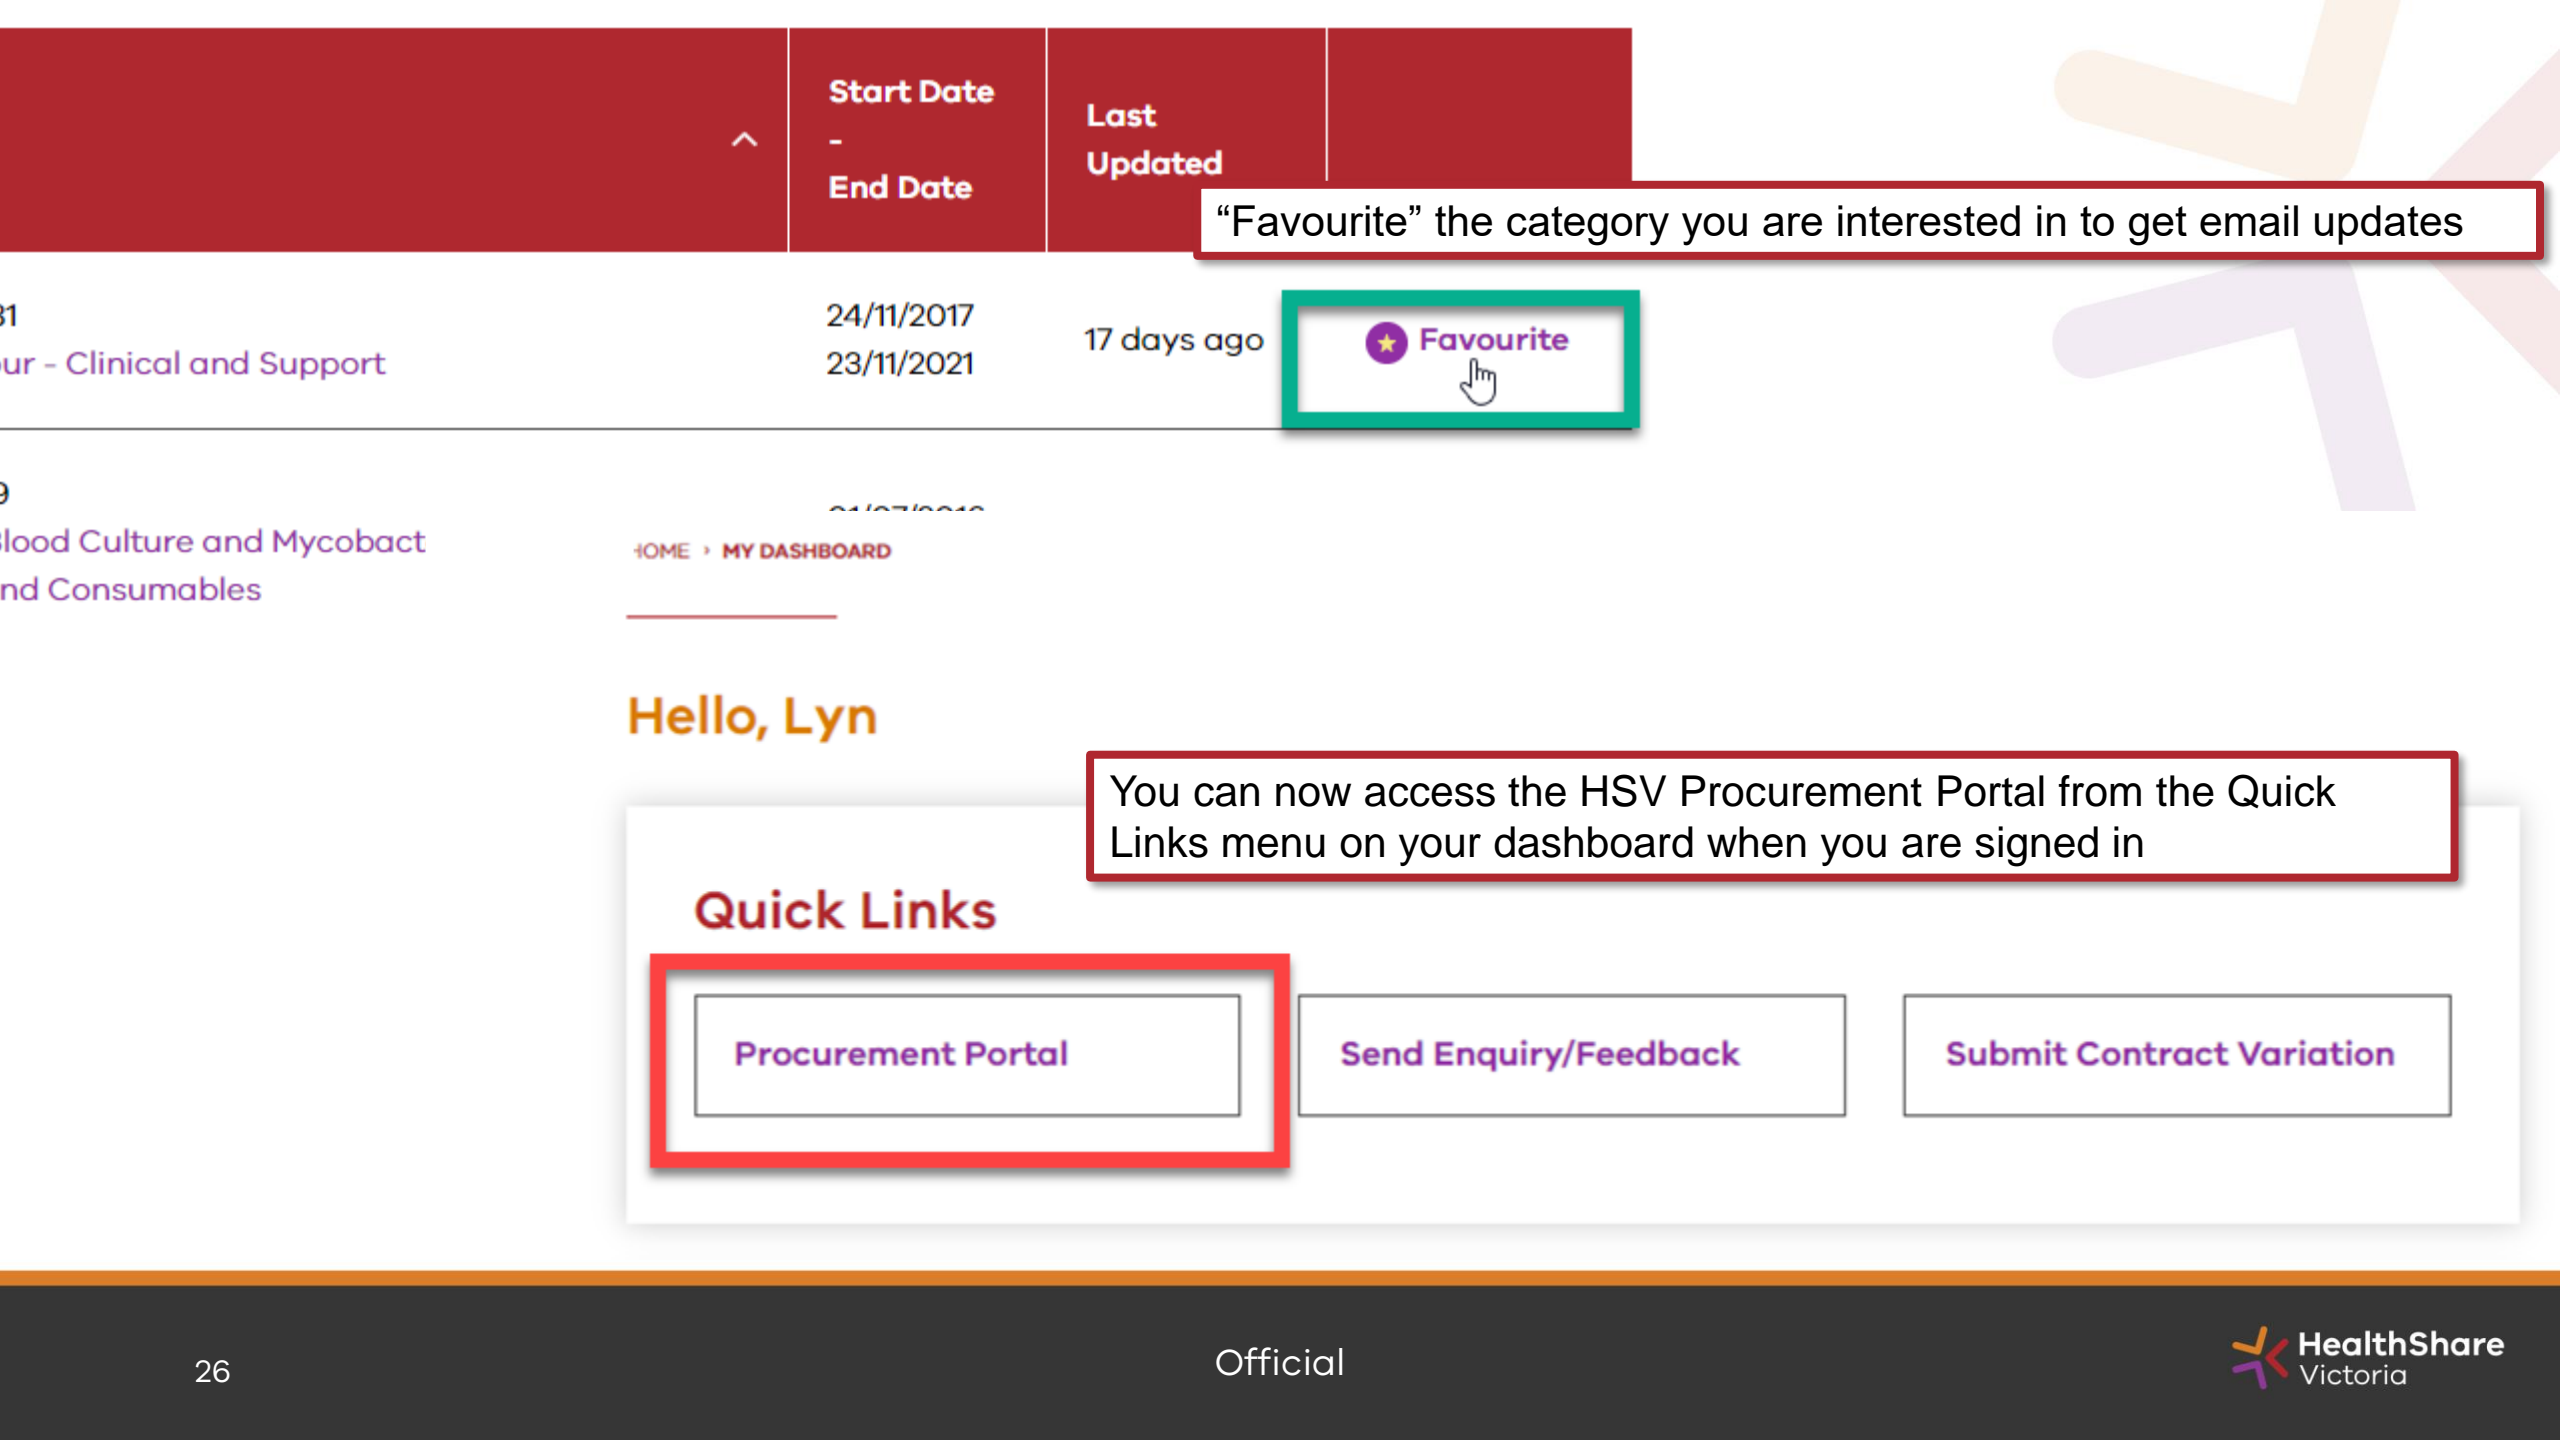 Start Date
-
End Date
Last
Updated
“Favourite” the category you are interested in to get email updates
31
ur - Clinical and Support
24/11/2017
23/11/2021
17 days ago
Favourite
9
lood Culture and Mycobact
nd Consumables
HOME › MY DASHBOARD
Hello, Lyn
You can now access the HSV Procurement Portal from the Quick
Links menu on your dashboard when you are signed in
Quick Links
Procurement Portal
Send Enquiry/Feedback
Submit Contract Variation
26
Official
HealthShare
Victoria